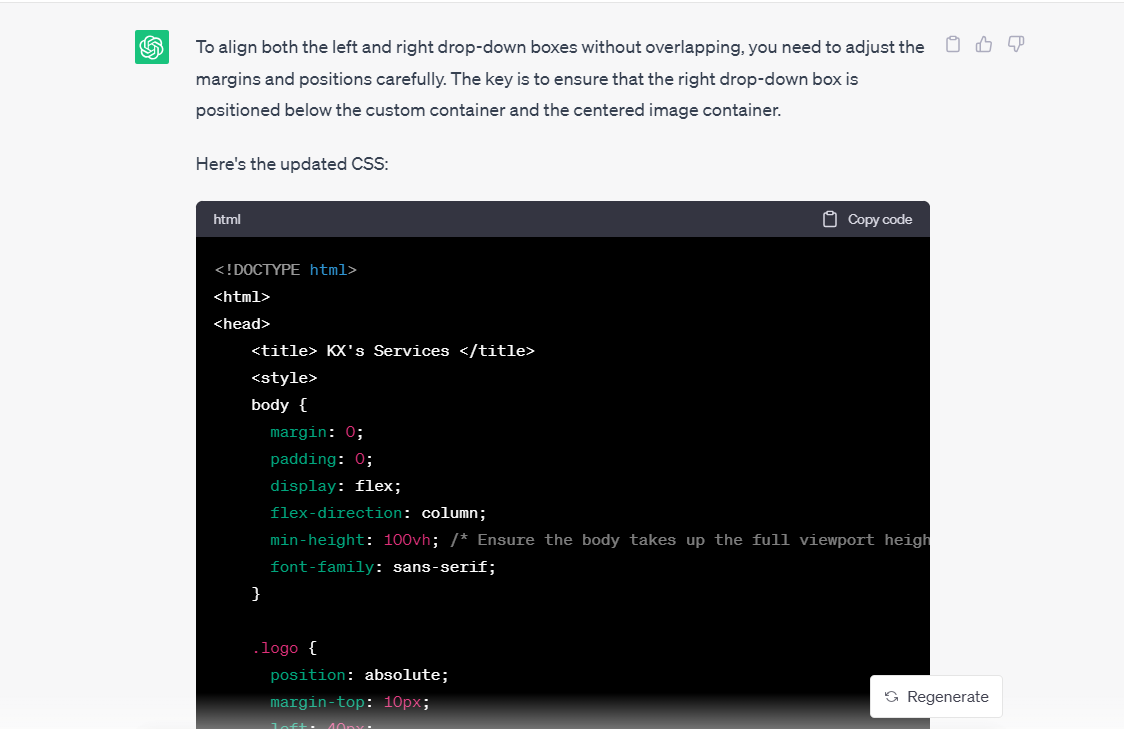 To align both the left and right drop-down boxes without overlapping, you need to adjust the
margins and positions carefully. The key is to ensure that the right drop-down box is
positioned below the custom container and the centered image container.
Here's the updated CSS:
html
Copy code
<!DOCTYPE html>
<html>
<head>
<title> KX's Services </title>
<style>
body {
margin: 0;
padding: 0;
display: flex;
flex-direction: column;
min-height: 100vh; /* Ensure the body takes up the full viewport heigh
font-family: sans-serif;
}
.logo {
position: absolute;
margin-top: 10px;
left: 40px;
Regenerate